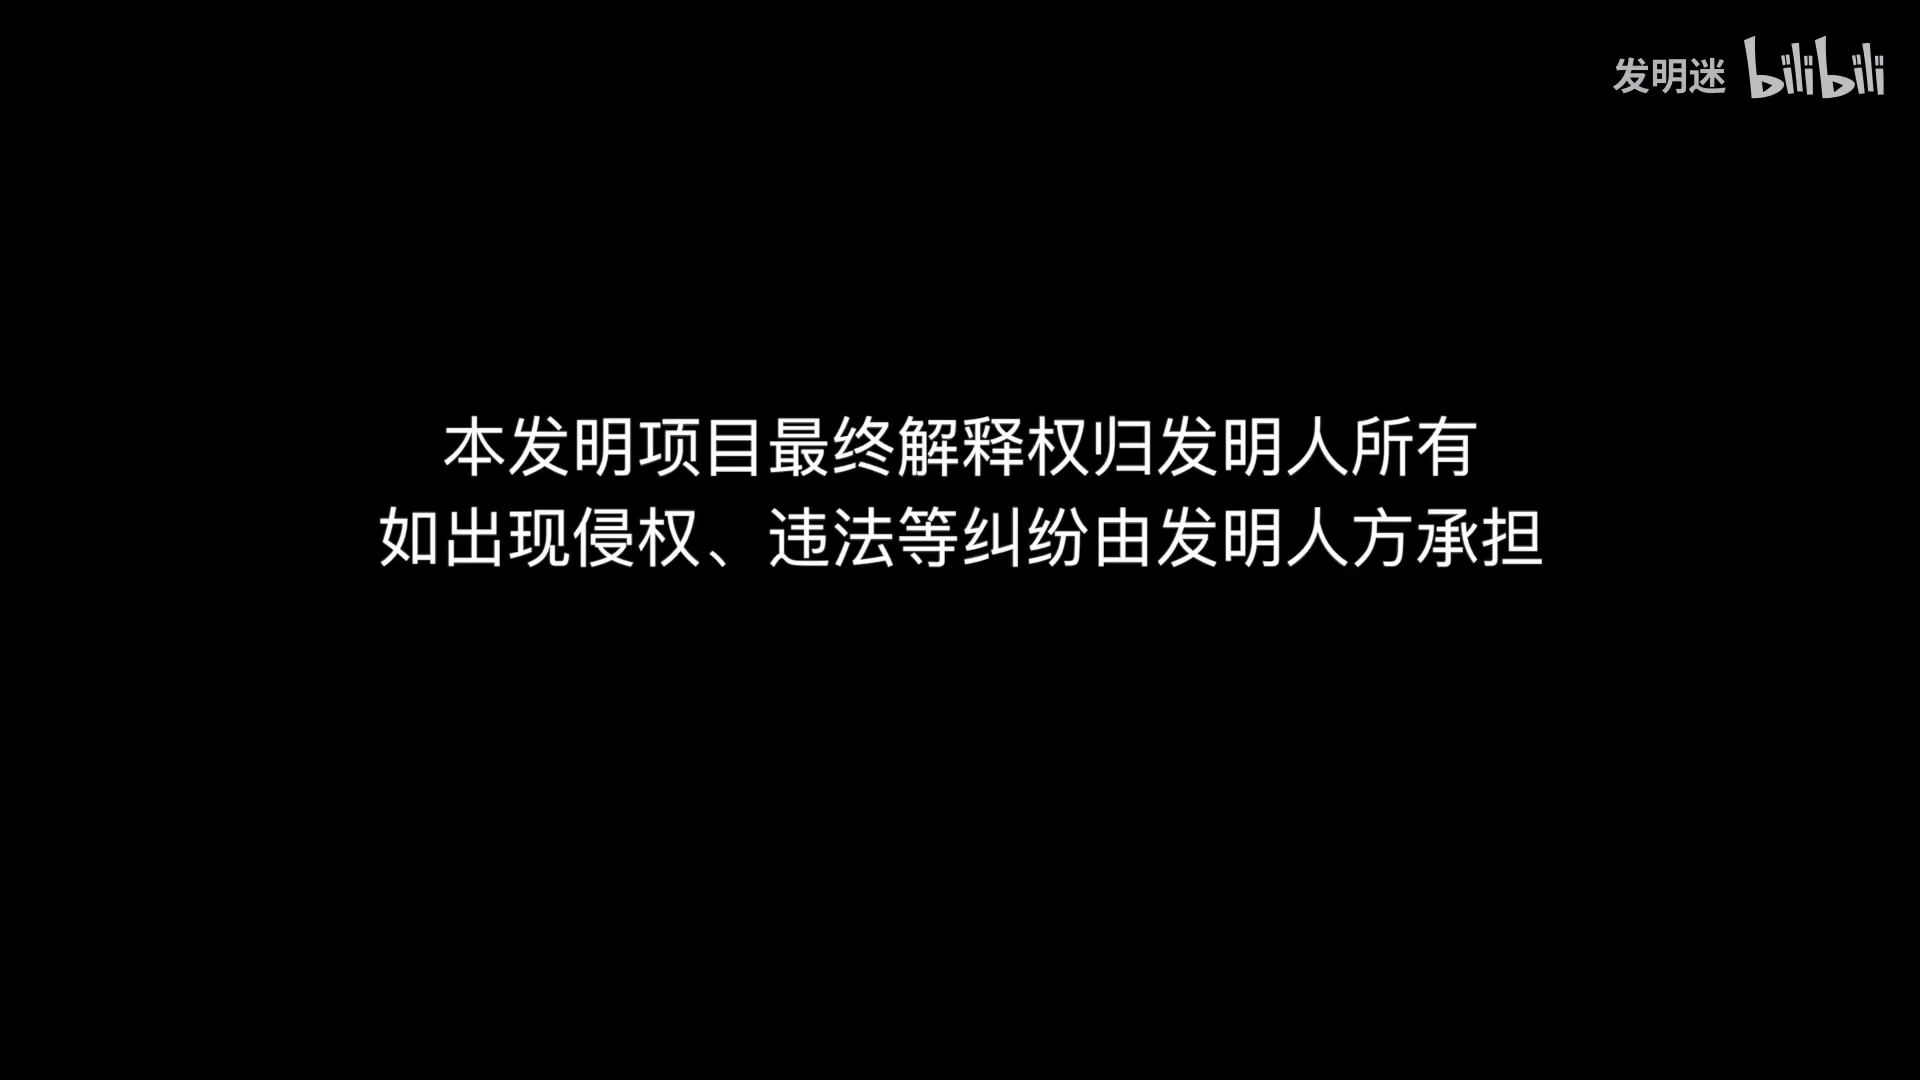 发明迷 bilibili
本发明项目最终解释权归发明人所有
如出现侵权、违法等纠纷由发明人方承担